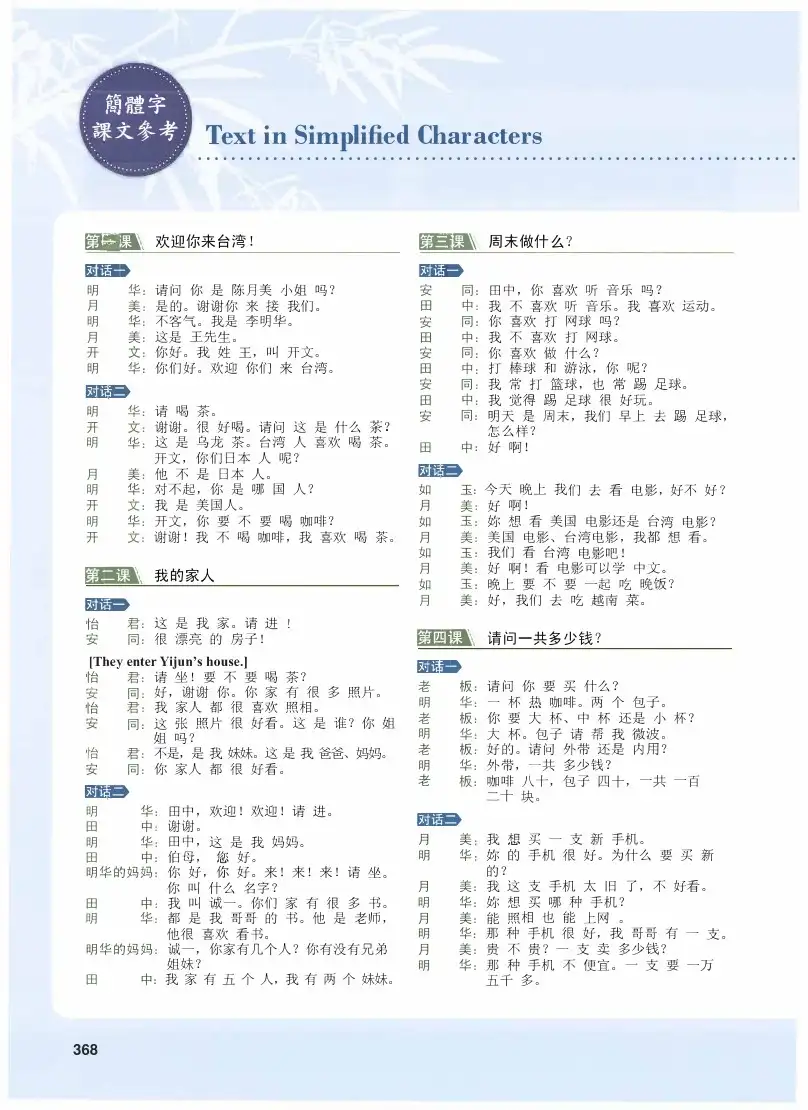 簡體字
課文參考
Text in Simplified Characters
第一课 欢迎你来台湾！
对话一
明 华：请问 你 是 陈月美 小姐 吗？
月 美：是的。谢谢你 来 接 我们。
明 华：不客气。我是 李明华。
月 美：这是 王先生。
开 文：你好。我 姓 王，叫 开文。
明 华：你们好。欢迎 你们 来 台湾。
对话二
明 华：请 喝 茶。
开 文：谢谢。很 好喝。请问 这 是 什么 茶？
明 华：这 是 乌龙 茶。台湾 人 喜欢 喝 茶。
开文，你们日本 人 呢？
月 美：他 不 是 日本 人。
明 华：对不起，你 是 哪 国 人？
开 文：我 是 美国人。
明 华：开文，你 要 不 要 喝 咖啡？
开 文：谢谢！我 不 喝 咖啡，我 喜欢 喝 茶。
第二课 我的家人
对话一
怡 君：这 是 我 家。请 进 ！
安 同：很 漂亮 的 房子！
[They enter Yijun's house.]
怡 君：请 坐！要 不 要 喝 茶？
安 同：好，谢谢 你。你 家 有 很 多 照片。
怡 君：我 家人 都 很 喜欢 照相。
安 同：这 张 照片 很 好看。这 是 谁？你 姐
姐 吗？
怡 君：不是，是 我 妹妹。这 是 我 爸爸、妈妈。
安 同：你 家人 都 很 好看。
对话二
明 华：田中，欢迎！欢迎！请 进。
田 中：谢谢。
明 华：田中，这 是 我 妈妈。
田 中：伯母， 您 好。
明华的妈妈：你 好，你 好。来！来！来！请 坐。
你 叫 什么 名字？
田 中：我 叫 诚一。你们 家 有 很 多 书。
明 华：都 是 我 哥哥 的 书。他 是 老师，
他很 喜欢 看书。
明华的妈妈：诚一，你家有几个人？你有没有兄弟
姐妹？
田 中：我 家 有 五 个 人，我 有 两 个 妹妹。
第三课 周末做什么？
对话一
安 同：田中，你 喜欢 听 音乐 吗？
田 中：我 不 喜欢 听 音乐。我 喜欢 运动。
安 同：你 喜欢 打 网球 吗？
田 中：我 不 喜欢 打 网球。
安 同：你 喜欢 做 什么？
田 中：打 棒球 和 游泳，你 呢？
安 同：我 常 打 篮球，也 常 踢 足球。
田 中：我 觉得 踢 足球 很 好玩。
安 同：明天 是 周末，我们 早上 去 踢 足球，
怎么样？
田 中：好 啊！
对话二
如 玉：今天 晚上 我们 去 看 电影，好不 好？
月 美：好 啊！
如 玉：妳 想 看 美国 电影还是 台湾 电影？
月 美：美国 电影、台湾电影，我都 想 看。
如 玉：我们 看 台湾 电影吧！
月 美：好 啊！看 电影可以学 中文。
如 玉：晚上 要 不 要 一起 吃 晚饭？
月 美：好，我们 去 吃 越南 菜。
第四课 请问一共多少钱？
对话一
老 板：请问 你 要 买 什么？
明 华：一 杯 热 咖啡。两 个 包子。
老 板：你 要 大 杯、中 杯 还是 小 杯？
明 华：大 杯。包子 请 帮 我 微波。
老 板：好的。请问 外带 还是 内用？
明 华：外带，一共 多少钱？
老 板：咖啡 八十，包子 四十，一共 一百
二十 块。
对话二
月 美：我 想 买 一 支 新 手机。
明 华：妳 的 手机 很 好。为什么 要 买 新
的？
月 美：我 这 支 手机 太 旧 了，不 好看。
明 华：妳 想 买 哪 种 手机？
月 美：能 照相 也 能 上网 。
明 华：那 种 手机 很 好，我 哥哥 有 一 支。
月 美：贵 不 贵？一 支 卖 多少钱？
明 华：那 种 手机 不 便宜。一 支 要 一万
五千 多。
368